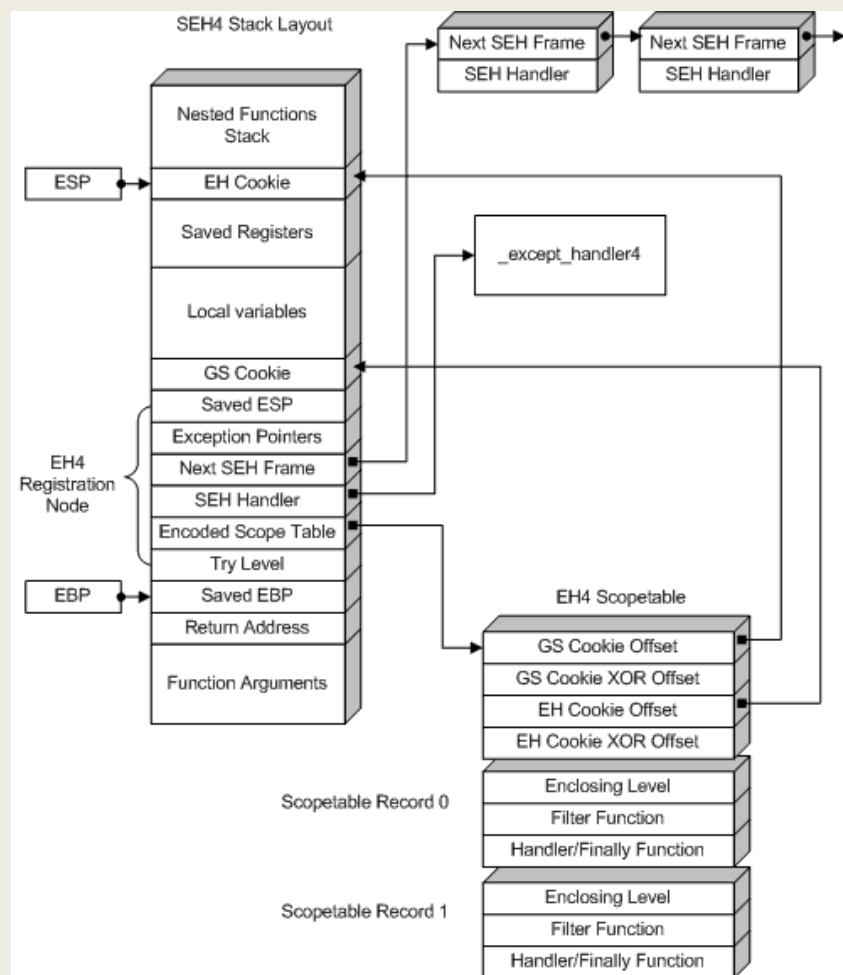 SEH4 Stack Layout
Next SEH Frame
SEH Handler
Next SEH Frame
SEH Handler
Nested Functions
Stack
ESP
EH Cookie
Saved Registers
_except_handler4
Local variables
GS Cookie
Saved ESP
Exception Pointers
EH4
Registration
Node
Next SEH Frame
SEH Handler
Encoded Scope Table
Try Level
EBP
Saved EBP
Return Address
Function Arguments
EH4 Scopetable
GS Cookie Offset
GS Cookie XOR Offset
EH Cookie Offset
EH Cookie XOR Offset
Scopetable Record 0
Enclosing Level
Filter Function
Handler/Finally Function
Scopetable Record 1
Enclosing Level
Filter Function
Handler/Finally Function